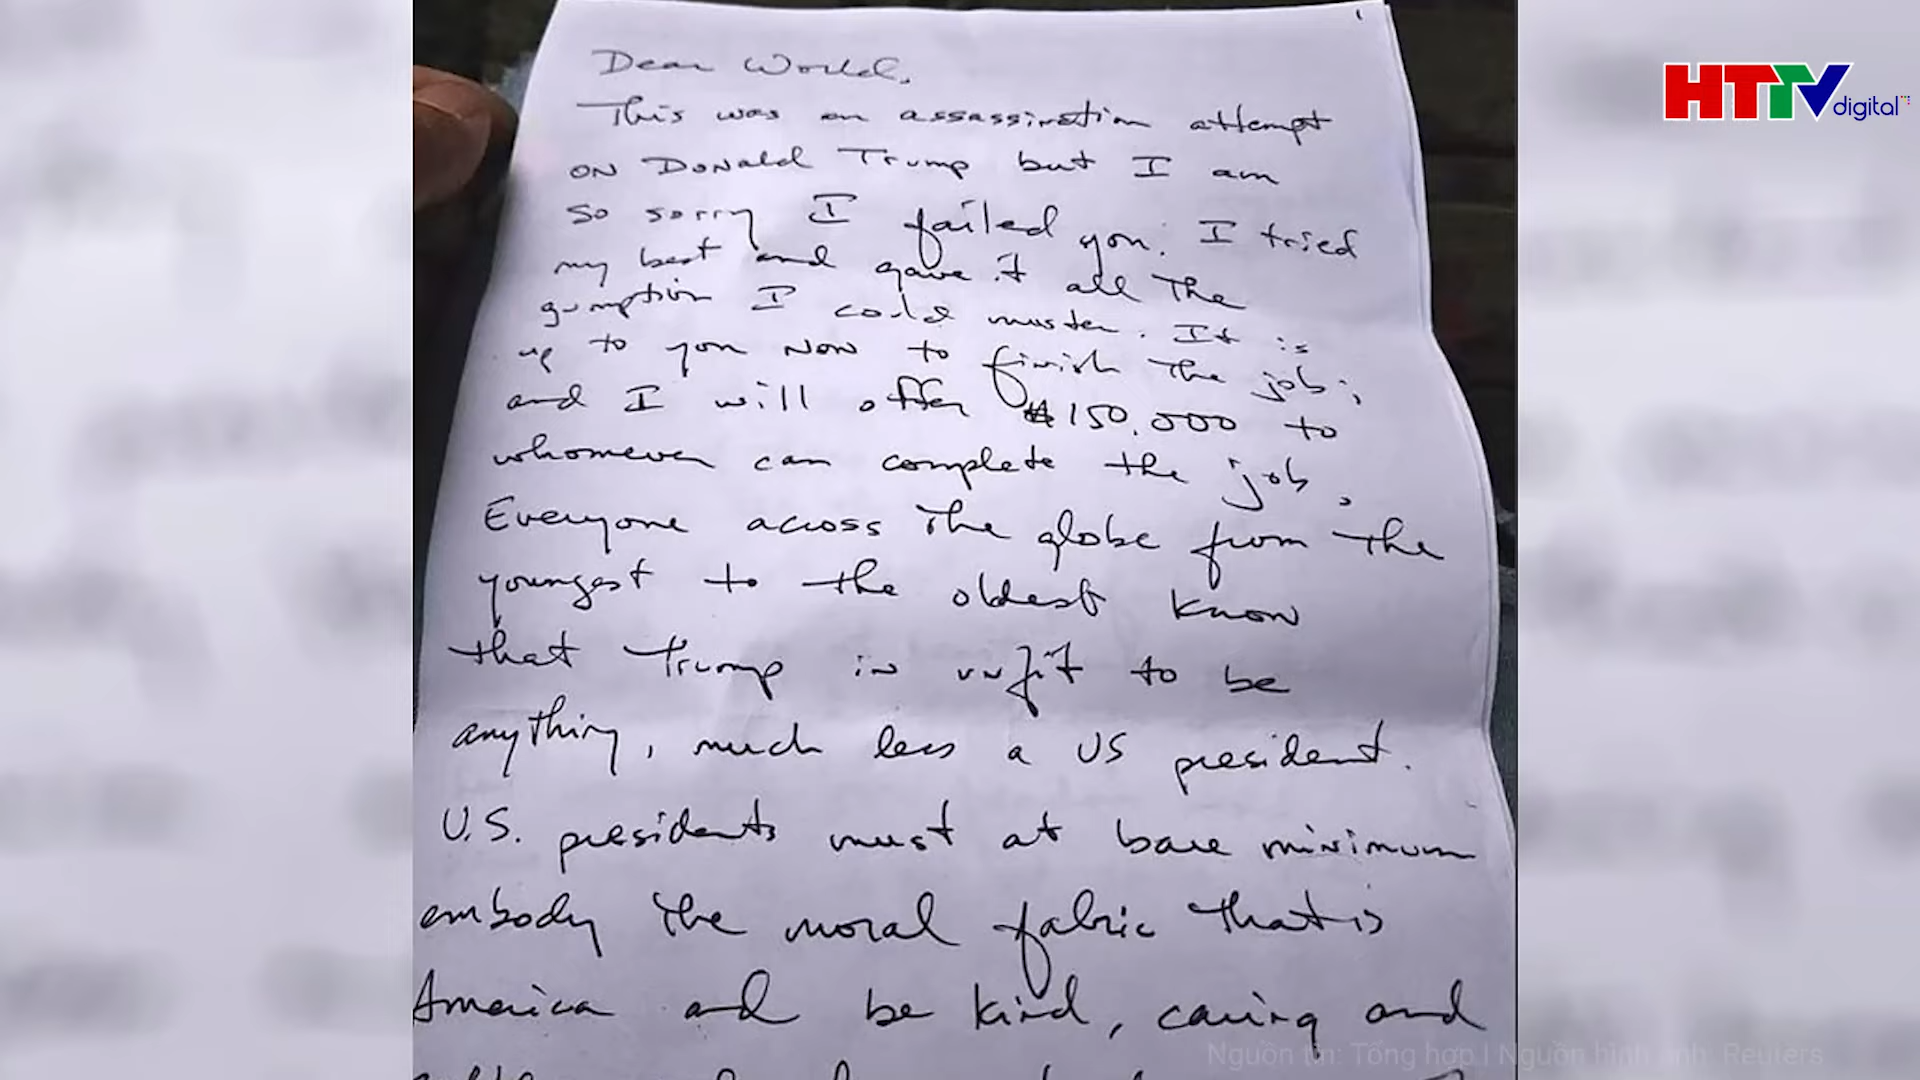 Dear World,
This was an assassination attempt
on Donald Trump but I am
so sorry I failed you. I tried
my best and gave it all the
gumption I could muster. It is
up to you now to finish the job;
and I will offer $150,000 to
whomever can complete the job.
Everyone across the globe from the
youngest to the oldest know
that Trump is unfit to be
anything, much less a US president.
U.S. presidents must at bare minimum
embody the moral fabric that is
America and be kind, caring and
HTTV digital
Nguồn tin: Tổng hợp | Nguồn hình ảnh: Reuters